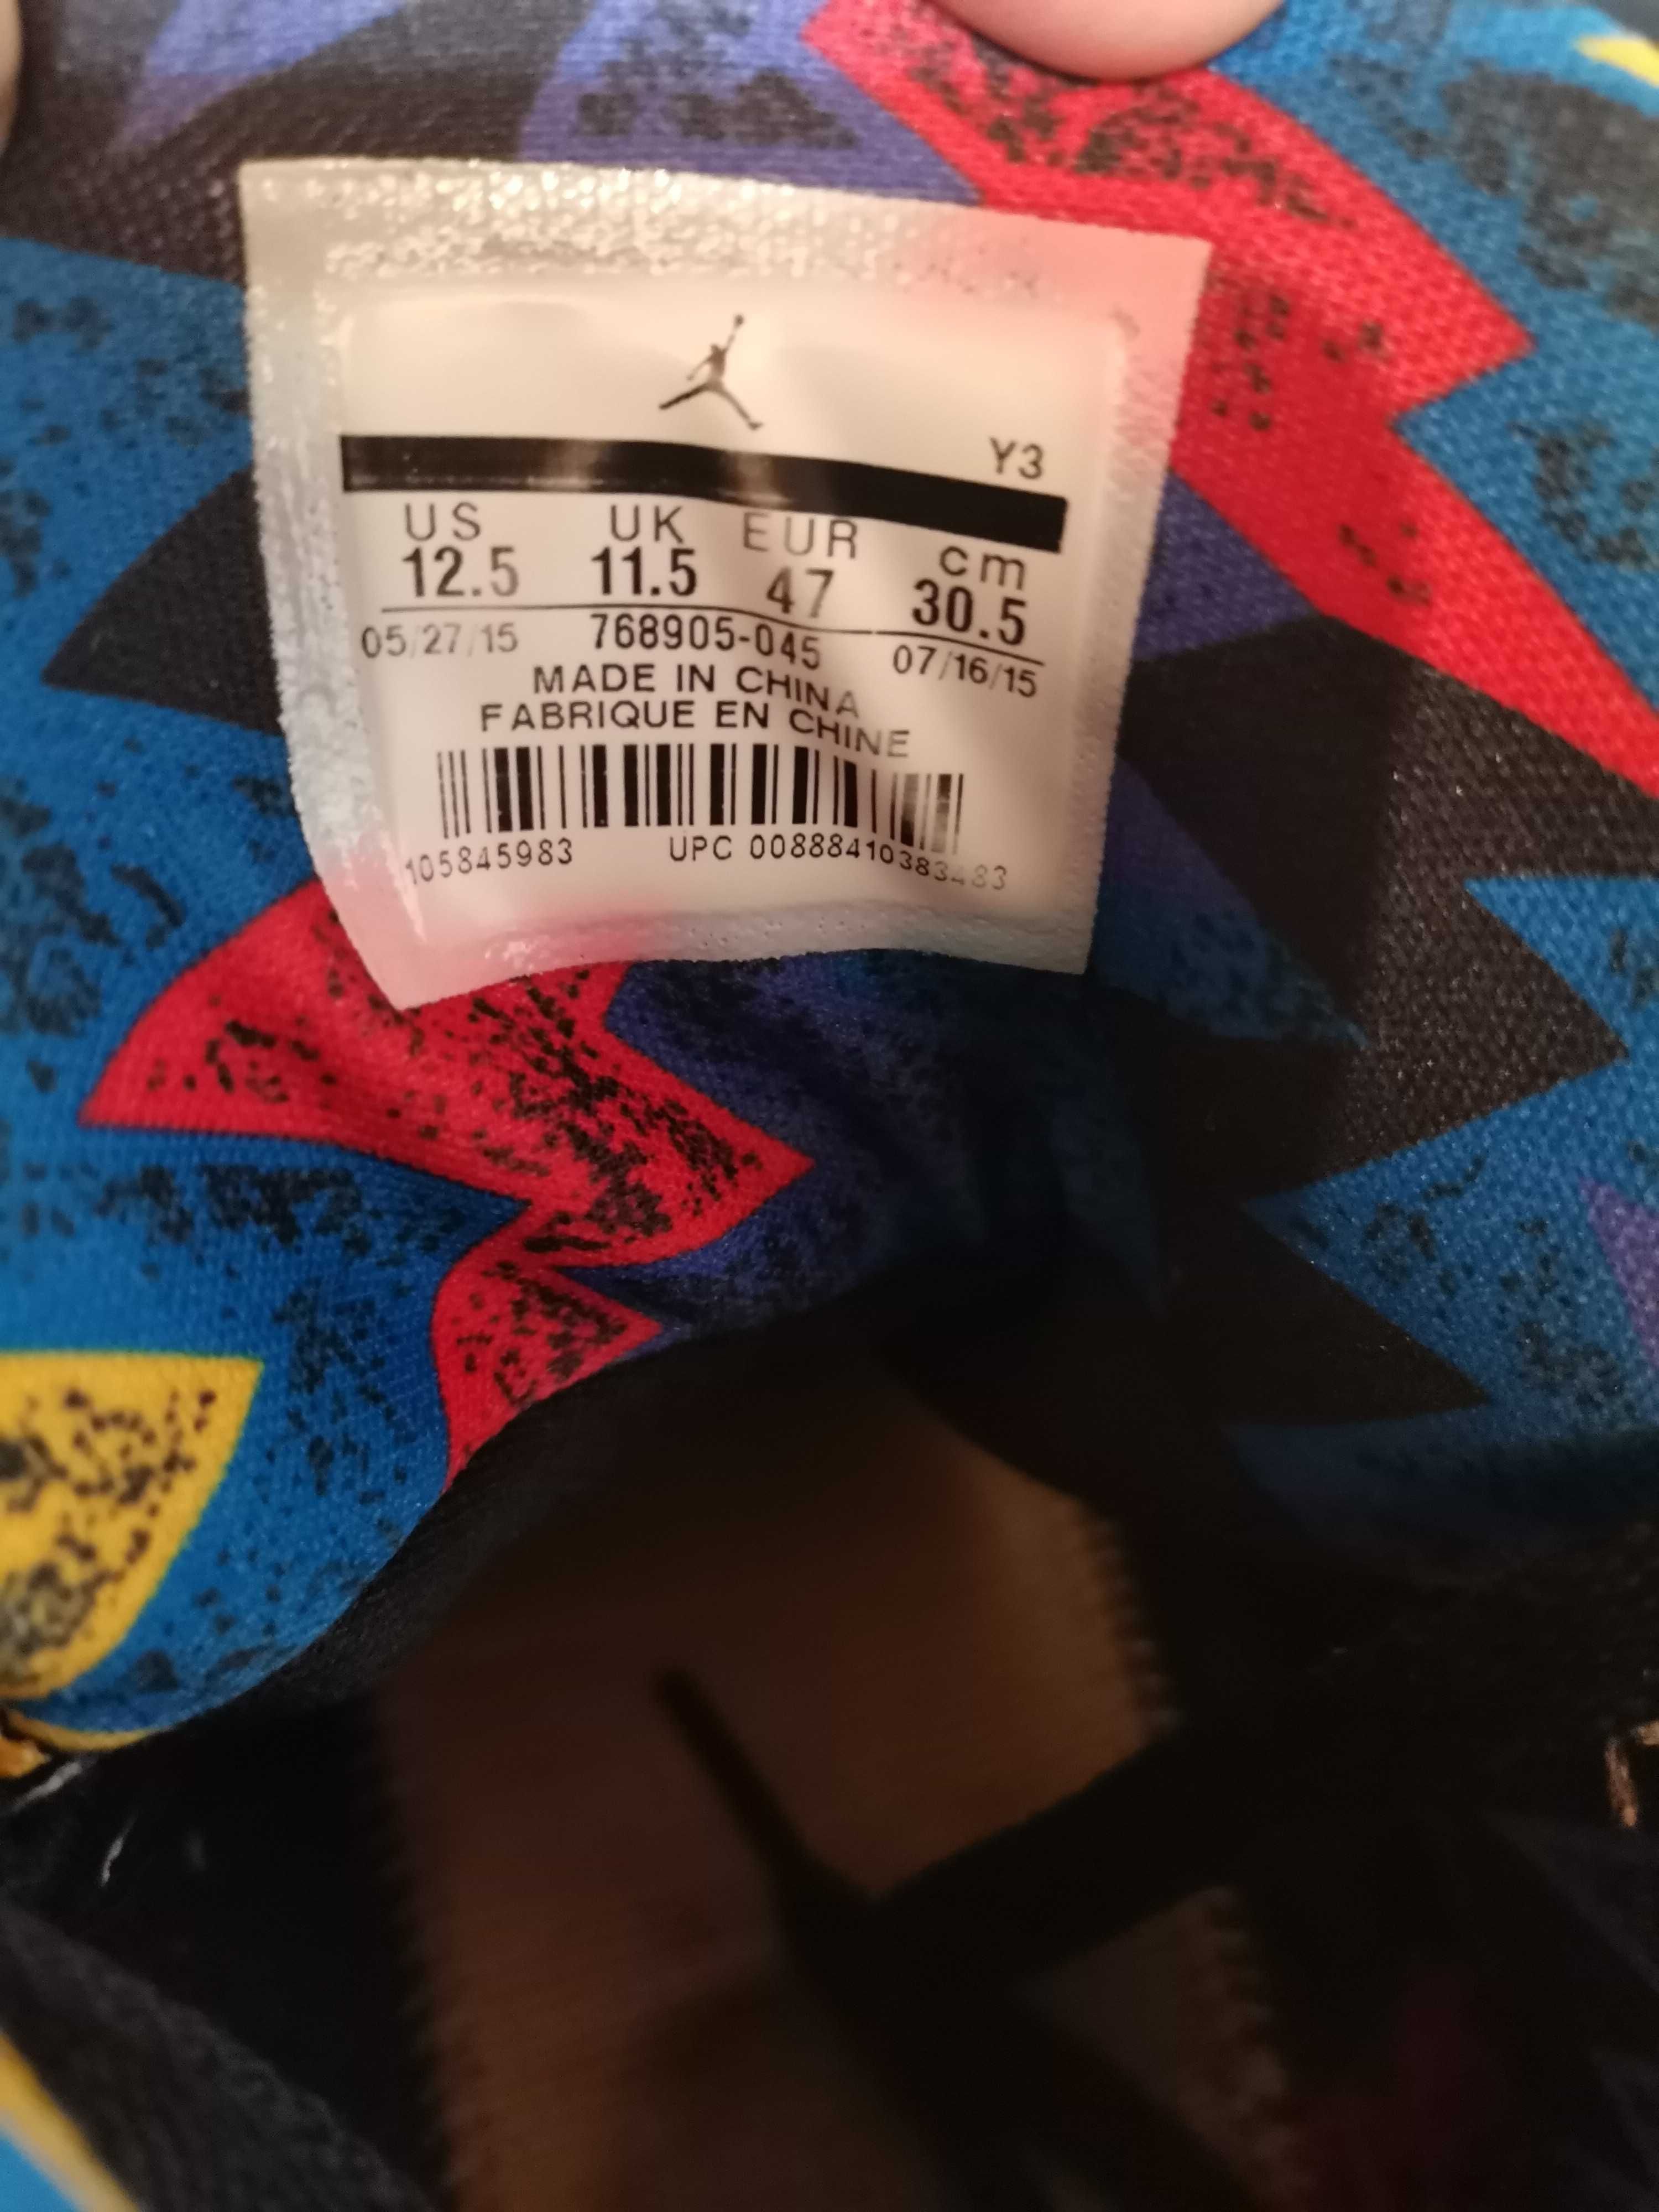 Y3
US UK EUR cm
12.5 11.5 47 30.5
05/27/15 768905-045 07/16/15
MADE IN CHINA
FABRIQUE EN CHINE
105845983 UPC 00888410383483